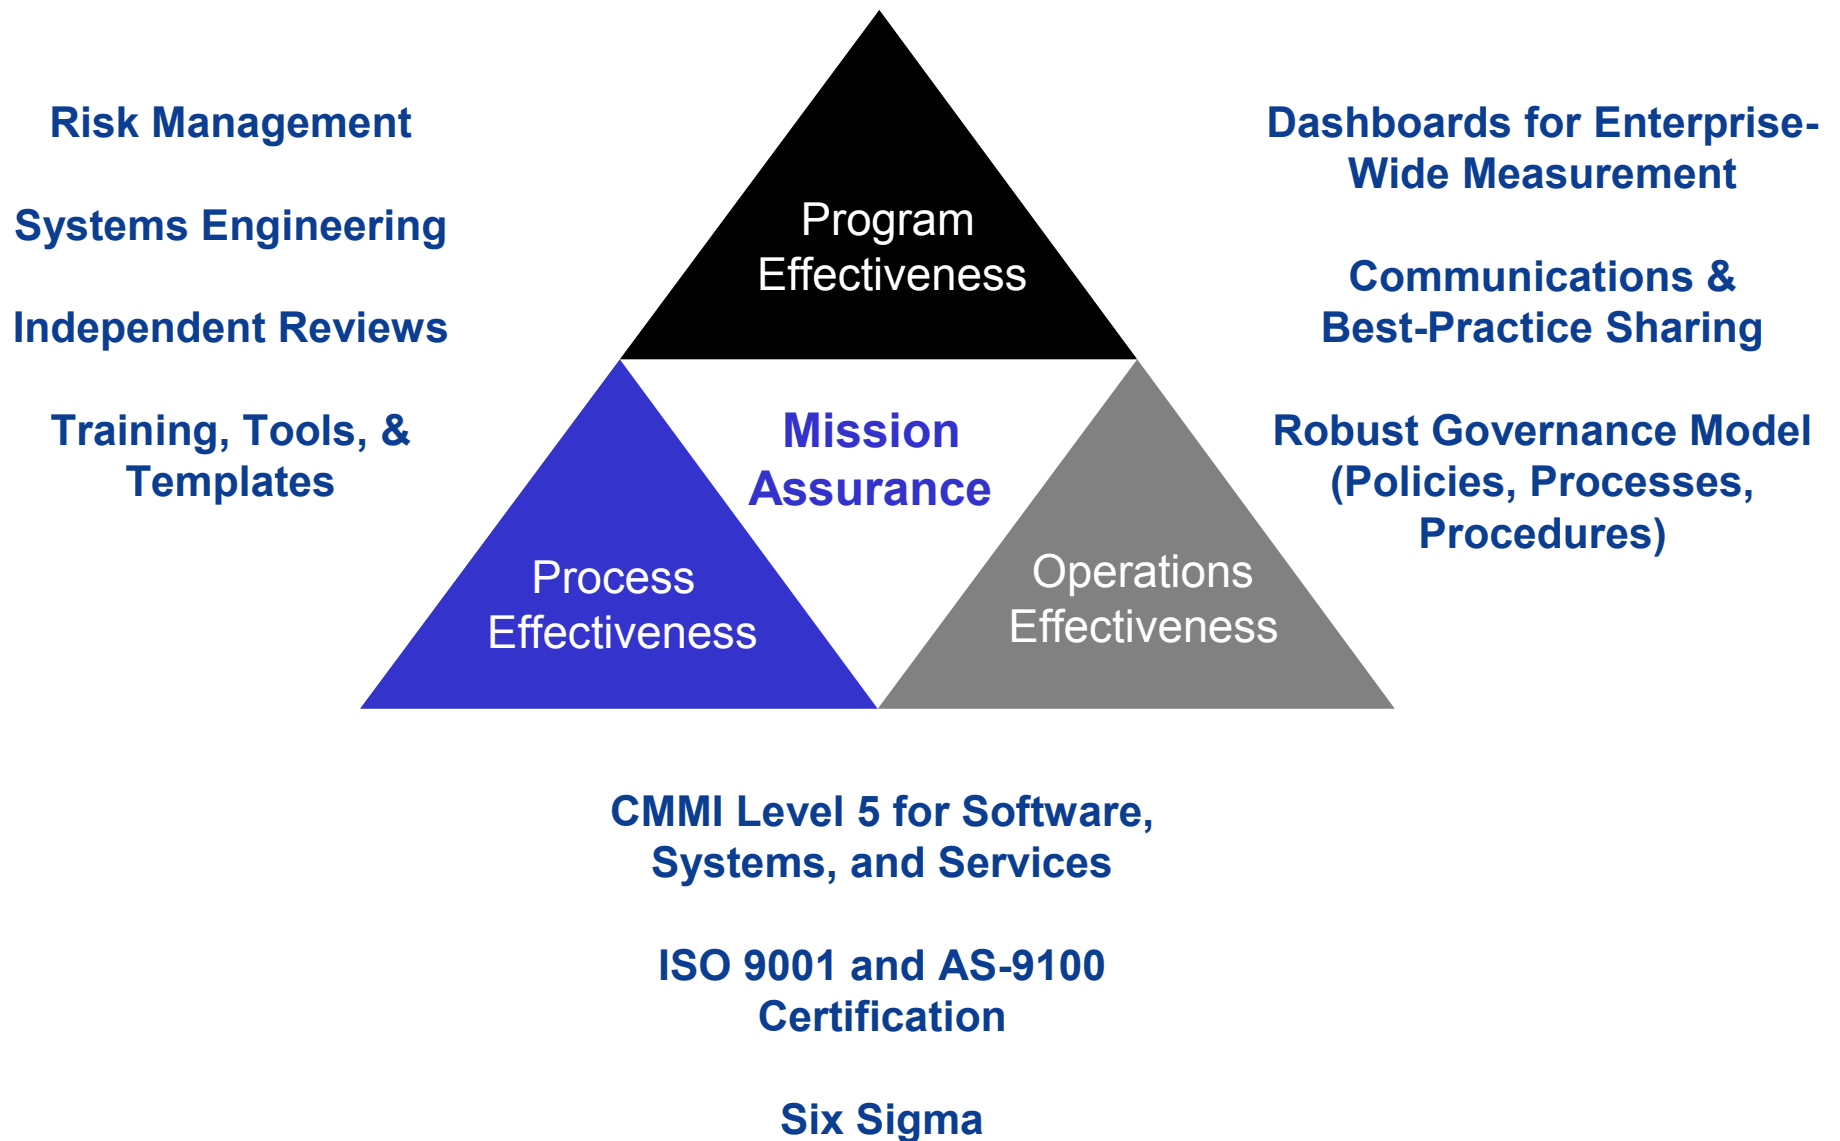 Risk Management
Systems Engineering
Independent Reviews
Training, Tools, &
Templates
Program
Effectiveness
Mission
Assurance
Process
Effectiveness
Operations
Effectiveness
Dashboards for Enterprise-
Wide Measurement
Communications &
Best-Practice Sharing
Robust Governance Model
(Policies, Processes,
Procedures)
CMMI Level 5 for Software,
Systems, and Services
ISO 9001 and AS-9100
Certification
Six Sigma